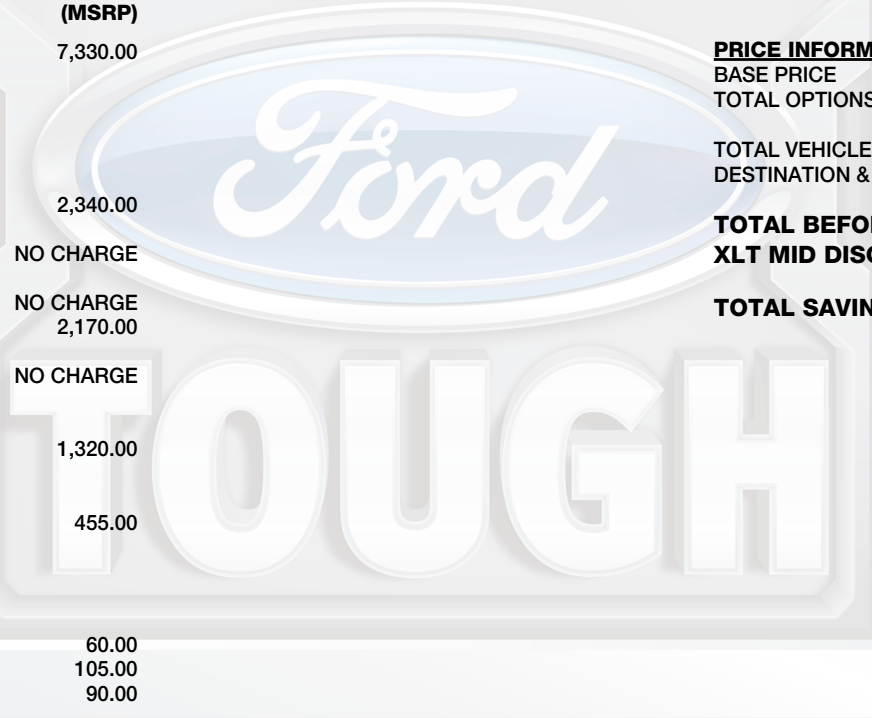 (MSRP)
7,330.00
2,340.00
NO CHARGE
NO CHARGE
2,170.00
NO CHARGE
1,320.00
455.00
60.00
105.00
90.00
PRICE INFORM
BASE PRICE
TOTAL OPTIONS
TOTAL VEHICLE
DESTINATION &
TOTAL BEFO
XLT MID DISC
TOTAL SAVIN
Ford
TOUGH